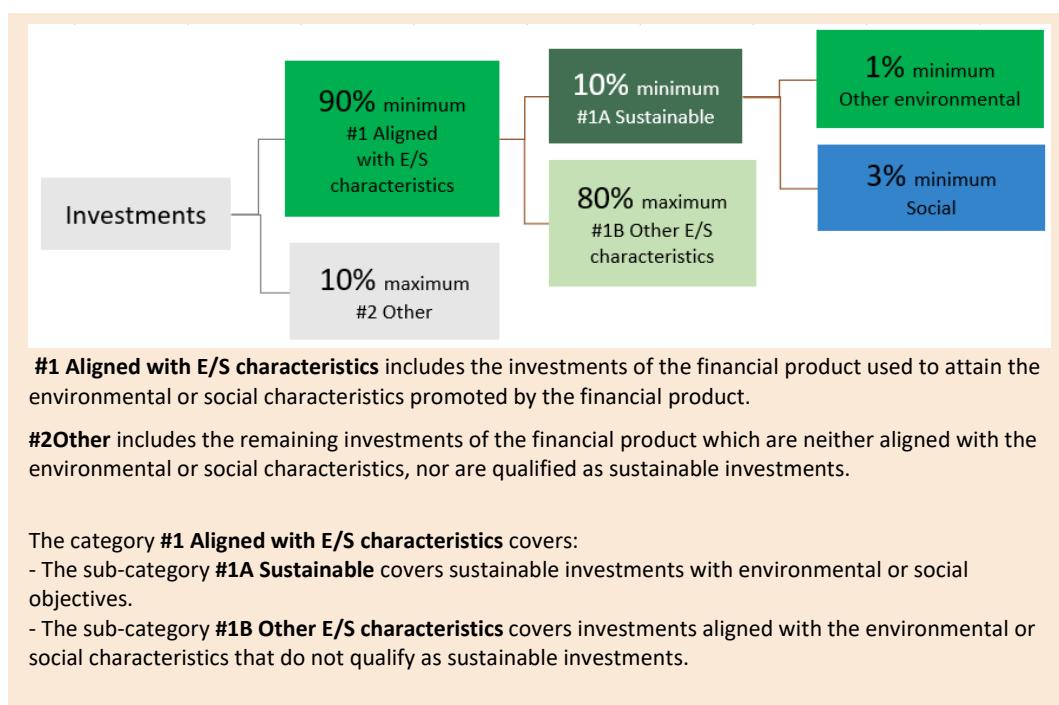 Investments
90% minimum
#1 Aligned
with E/S
characteristics
10% maximum
#2 Other
10% minimum
#1A Sustainable
80% maximum
#1B Other E/S
characteristics
1% minimum
Other environmental
3% minimum
Social
#1 Aligned with E/S characteristics includes the investments of the financial product used to attain the
environmental or social characteristics promoted by the financial product.
#2Other includes the remaining investments of the financial product which are neither aligned with the
environmental or social characteristics, nor are qualified as sustainable investments.
The category #1 Aligned with E/S characteristics covers:
- The sub-category #1A Sustainable covers sustainable investments with environmental or social
objectives.
- The sub-category #1B Other E/S characteristics covers investments aligned with the environmental or
social characteristics that do not qualify as sustainable investments.